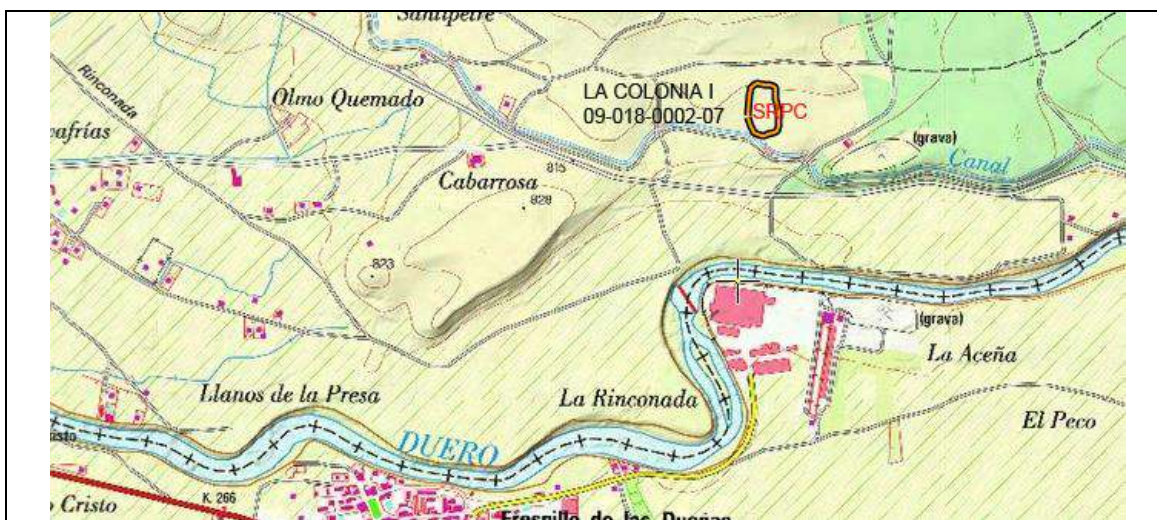 Santipetre
Rinconada
Olmo Quemado
LA COLONIA I
09-018-0002-07
SRPC
(grava)
Canal
afrías
Cabarrosa
815
828
823
(grava)
La Aceña
Llanos de la Presa
La Rinconada
El Peco
DUERO
isto
K. 266
Cristo
Fresnillo de las Dueñas